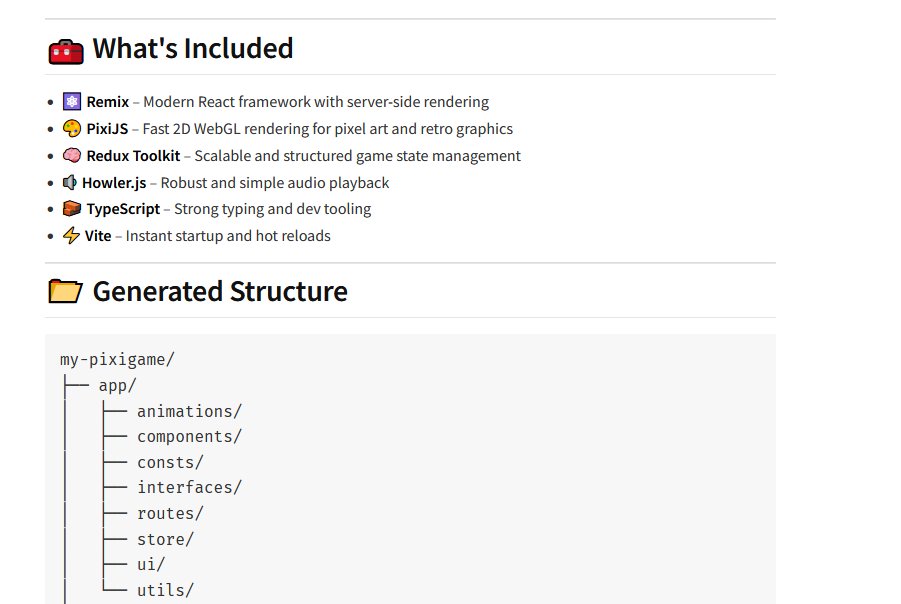 🧰 What's Included
• ⚛️ Remix – Modern React framework with server-side rendering
• 🎨 PixiJS – Fast 2D WebGL rendering for pixel art and retro graphics
• 🧠 Redux Toolkit – Scalable and structured game state management
• 🔊 Howler.js – Robust and simple audio playback
• 🧱 TypeScript – Strong typing and dev tooling
• ⚡ Vite – Instant startup and hot reloads
📂 Generated Structure
my-pixigame/
├── app/
│   ├── animations/
│   ├── components/
│   ├── consts/
│   ├── interfaces/
│   ├── routes/
│   ├── store/
│   ├── ui/
│   └── utils/